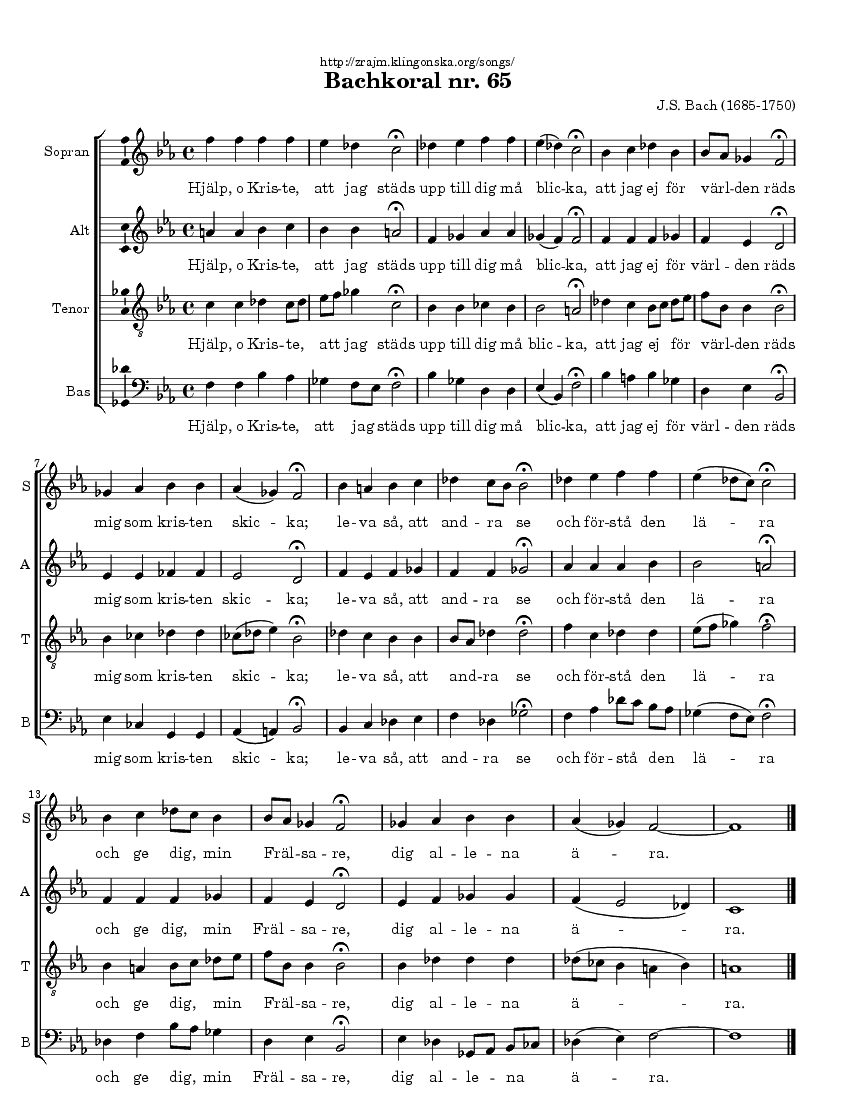 http://zrajm.klingonska.org/songs/
Bachkoral nr. 65
J.S. Bach (1685-1750)
Sopran
Hjälp, o Kris-te, att jag städs upp till dig må blic-ka, att jag ej för värl-den räds
Alt
Hjälp, o Kris-te, att jag städs upp till dig må blic-ka, att jag ej för värl-den räds
Tenor
8
Hjälp, o Kris-te, att jag städs upp till dig må blic-ka, att jag ej för värl-den räds
Bas
Hjälp, o Kris-te, att jag städs upp till dig må blic-ka, att jag ej för värl-den räds
7
S
mig som kris-ten skic-ka; le-va så, att and-ra se och för-stå den lä-ra
A
mig som kris-ten skic-ka; le-va så, att and-ra se och för-stå den lä-ra
T
8
mig som kris-ten skic-ka; le-va så, att and-ra se och för-stå den lä-ra
B
mig som kris-ten skic-ka; le-va så, att and-ra se och för-stå den lä-ra
13
S
och ge dig, min Fräl-sa-re, dig al-le-na ä-ra.
A
och ge dig, min Fräl-sa-re, dig al-le-na ä-ra.
T
8
och ge dig, min Fräl-sa-re, dig al-le-na ä-ra.
B
och ge dig, min Fräl-sa-re, dig al-le-na ä-ra.